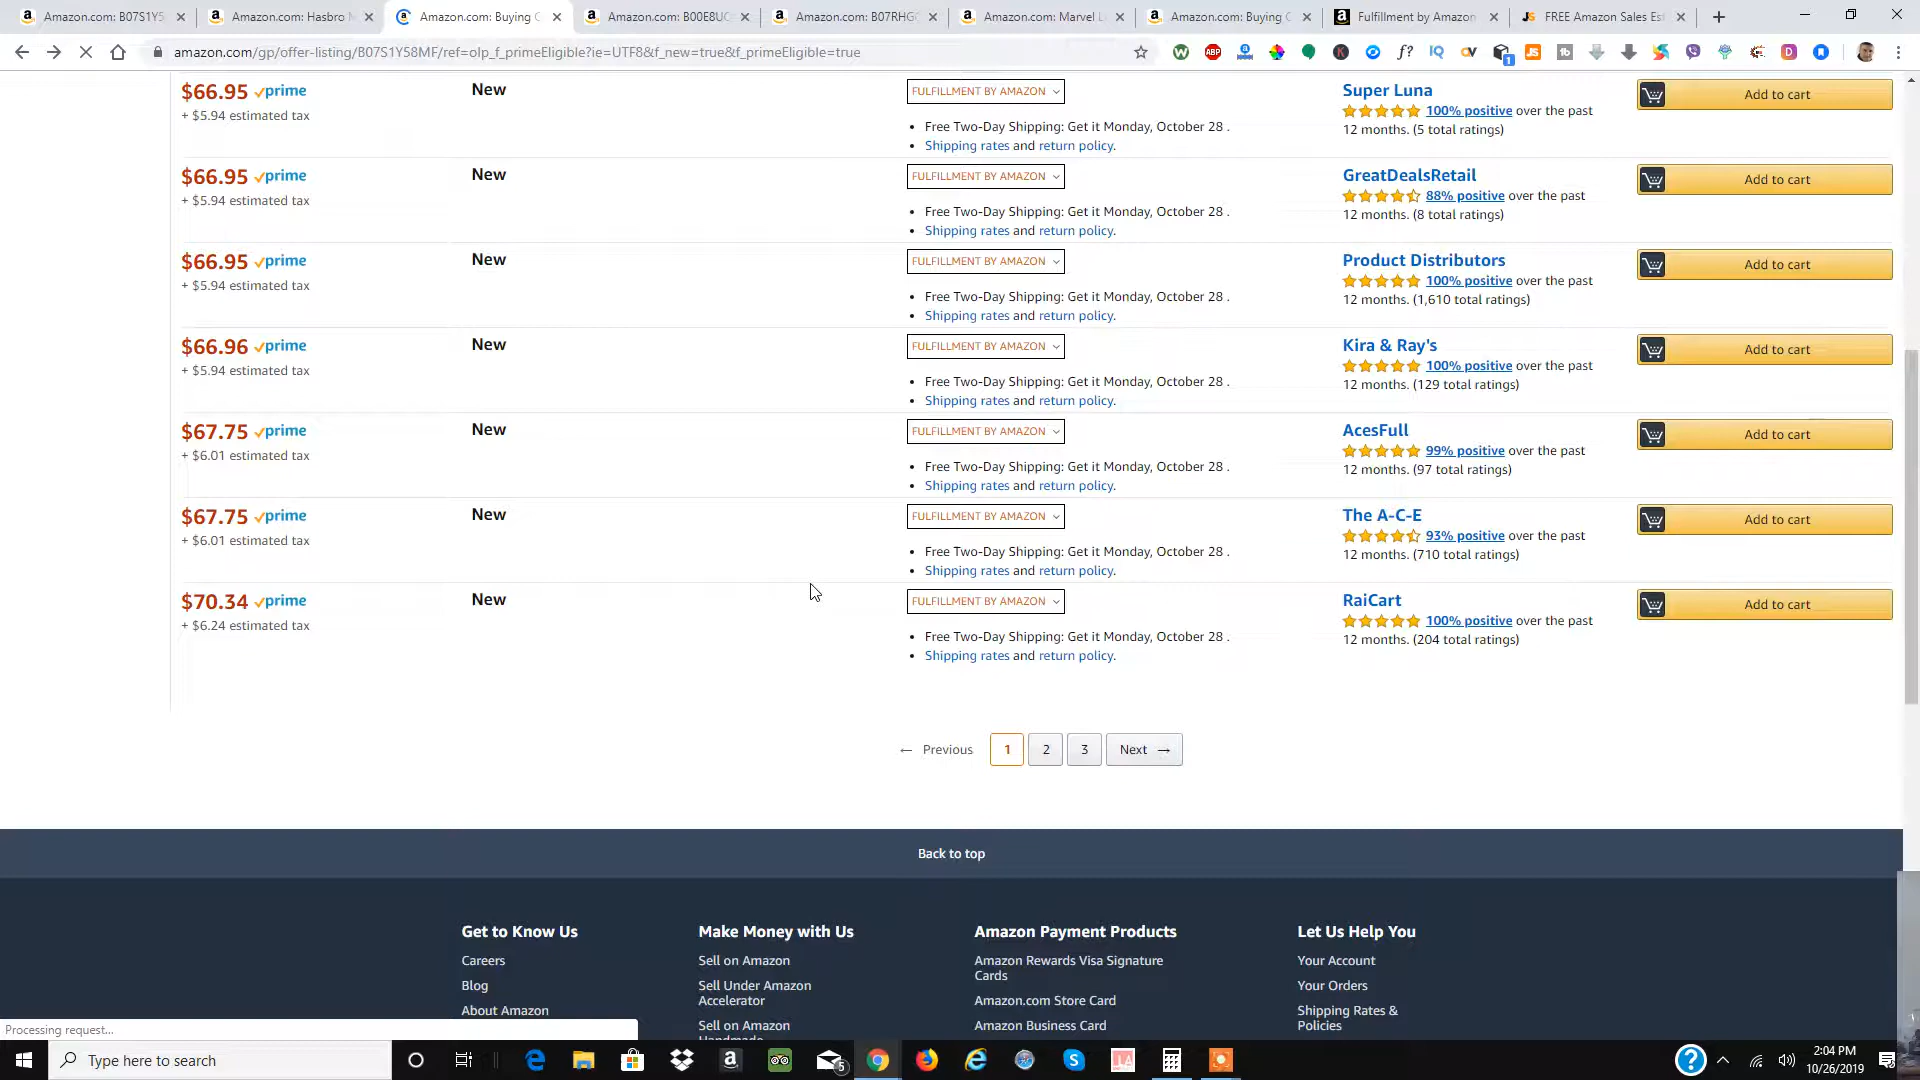 Amazon.com: B07S1Y5
Amazon.com: Hasbro
Amazon.com: Buying C
Amazon.com: B00E8UC
Amazon.com: B07RHG
Amazon.com: Marvel L
Amazon.com: Buying C
Fulfillment by Amazon
FREE Amazon Sales Es
amazon.com/gp/offer-listing/B07S1Y58MF/ref=olp_f_primeEligible?ie=UTF8&f_new=true&f_primeEligible=true
$66.95 prime
+ $5.94 estimated tax
New
FULFILLMENT BY AMAZON
• Free Two-Day Shipping: Get it Monday, October 28 .
• Shipping rates and return policy.
Super Luna
100% positive over the past
12 months. (5 total ratings)
Add to cart
$66.95 prime
+ $5.94 estimated tax
New
FULFILLMENT BY AMAZON
• Free Two-Day Shipping: Get it Monday, October 28 .
• Shipping rates and return policy.
GreatDealsRetail
88% positive over the past
12 months. (8 total ratings)
Add to cart
$66.95 prime
+ $5.94 estimated tax
New
FULFILLMENT BY AMAZON
• Free Two-Day Shipping: Get it Monday, October 28 .
• Shipping rates and return policy.
Product Distributors
100% positive over the past
12 months. (1,610 total ratings)
Add to cart
$66.96 prime
+ $5.94 estimated tax
New
FULFILLMENT BY AMAZON
• Free Two-Day Shipping: Get it Monday, October 28 .
• Shipping rates and return policy.
Kira & Ray's
100% positive over the past
12 months. (129 total ratings)
Add to cart
$67.75 prime
+ $6.01 estimated tax
New
FULFILLMENT BY AMAZON
• Free Two-Day Shipping: Get it Monday, October 28 .
• Shipping rates and return policy.
AcesFull
99% positive over the past
12 months. (97 total ratings)
Add to cart
$67.75 prime
+ $6.01 estimated tax
New
FULFILLMENT BY AMAZON
• Free Two-Day Shipping: Get it Monday, October 28 .
• Shipping rates and return policy.
The A-C-E
93% positive over the past
12 months. (710 total ratings)
Add to cart
$70.34 prime
+ $6.24 estimated tax
New
FULFILLMENT BY AMAZON
• Free Two-Day Shipping: Get it Monday, October 28 .
• Shipping rates and return policy.
RaiCart
100% positive over the past
12 months. (204 total ratings)
Add to cart
← Previous 1 2 3 Next →
Back to top
Get to Know Us
Careers
Blog
About Amazon
Make Money with Us
Sell on Amazon
Sell Under Amazon
Accelerator
Sell on Amazon
Handmade
Amazon Payment Products
Amazon Rewards Visa Signature
Cards
Amazon.com Store Card
Amazon Business Card
Let Us Help You
Your Account
Your Orders
Shipping Rates &
Policies
Processing request...
Type here to search
2:04 PM
10/26/2019